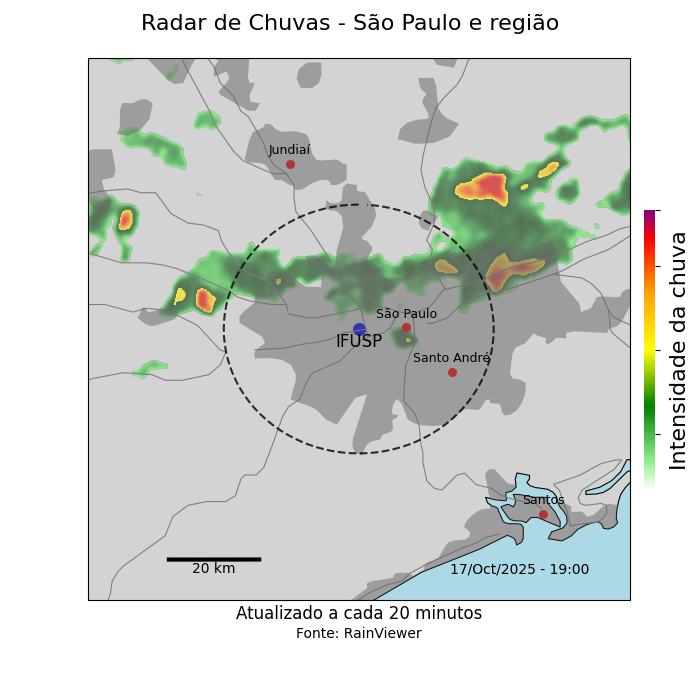 Radar de Chuvas - São Paulo e região
Jundiaí
São Paulo
IFUSP
Santo André
Santos
20 km
17/Oct/2025 - 19:00
Intensidade da chuva
Atualizado a cada 20 minutos
Fonte: RainViewer